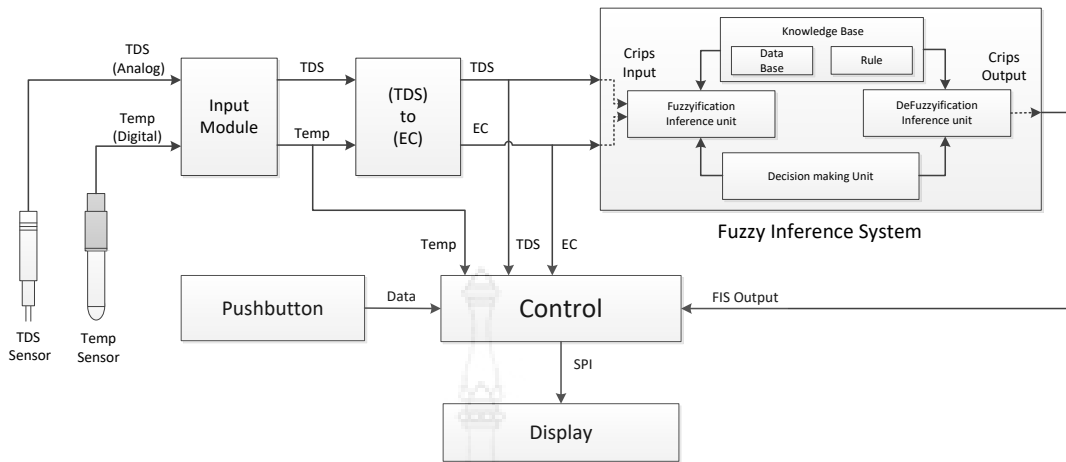 TDS
(Analog)
Temp
(Digital)
TDS
Sensor
Temp
Sensor
Input
Module
TDS
Temp
(TDS)
to
(EC)
TDS
EC
Crips
Input
Knowledge Base
Data
Base
Rule
Crips
Output
Fuzzyification
Inference unit
DeFuzzyification
Inference unit
Decision making Unit
Fuzzy Inference System
Temp
TDS
EC
Pushbutton
Data
Control
FIS Output
SPI
Display